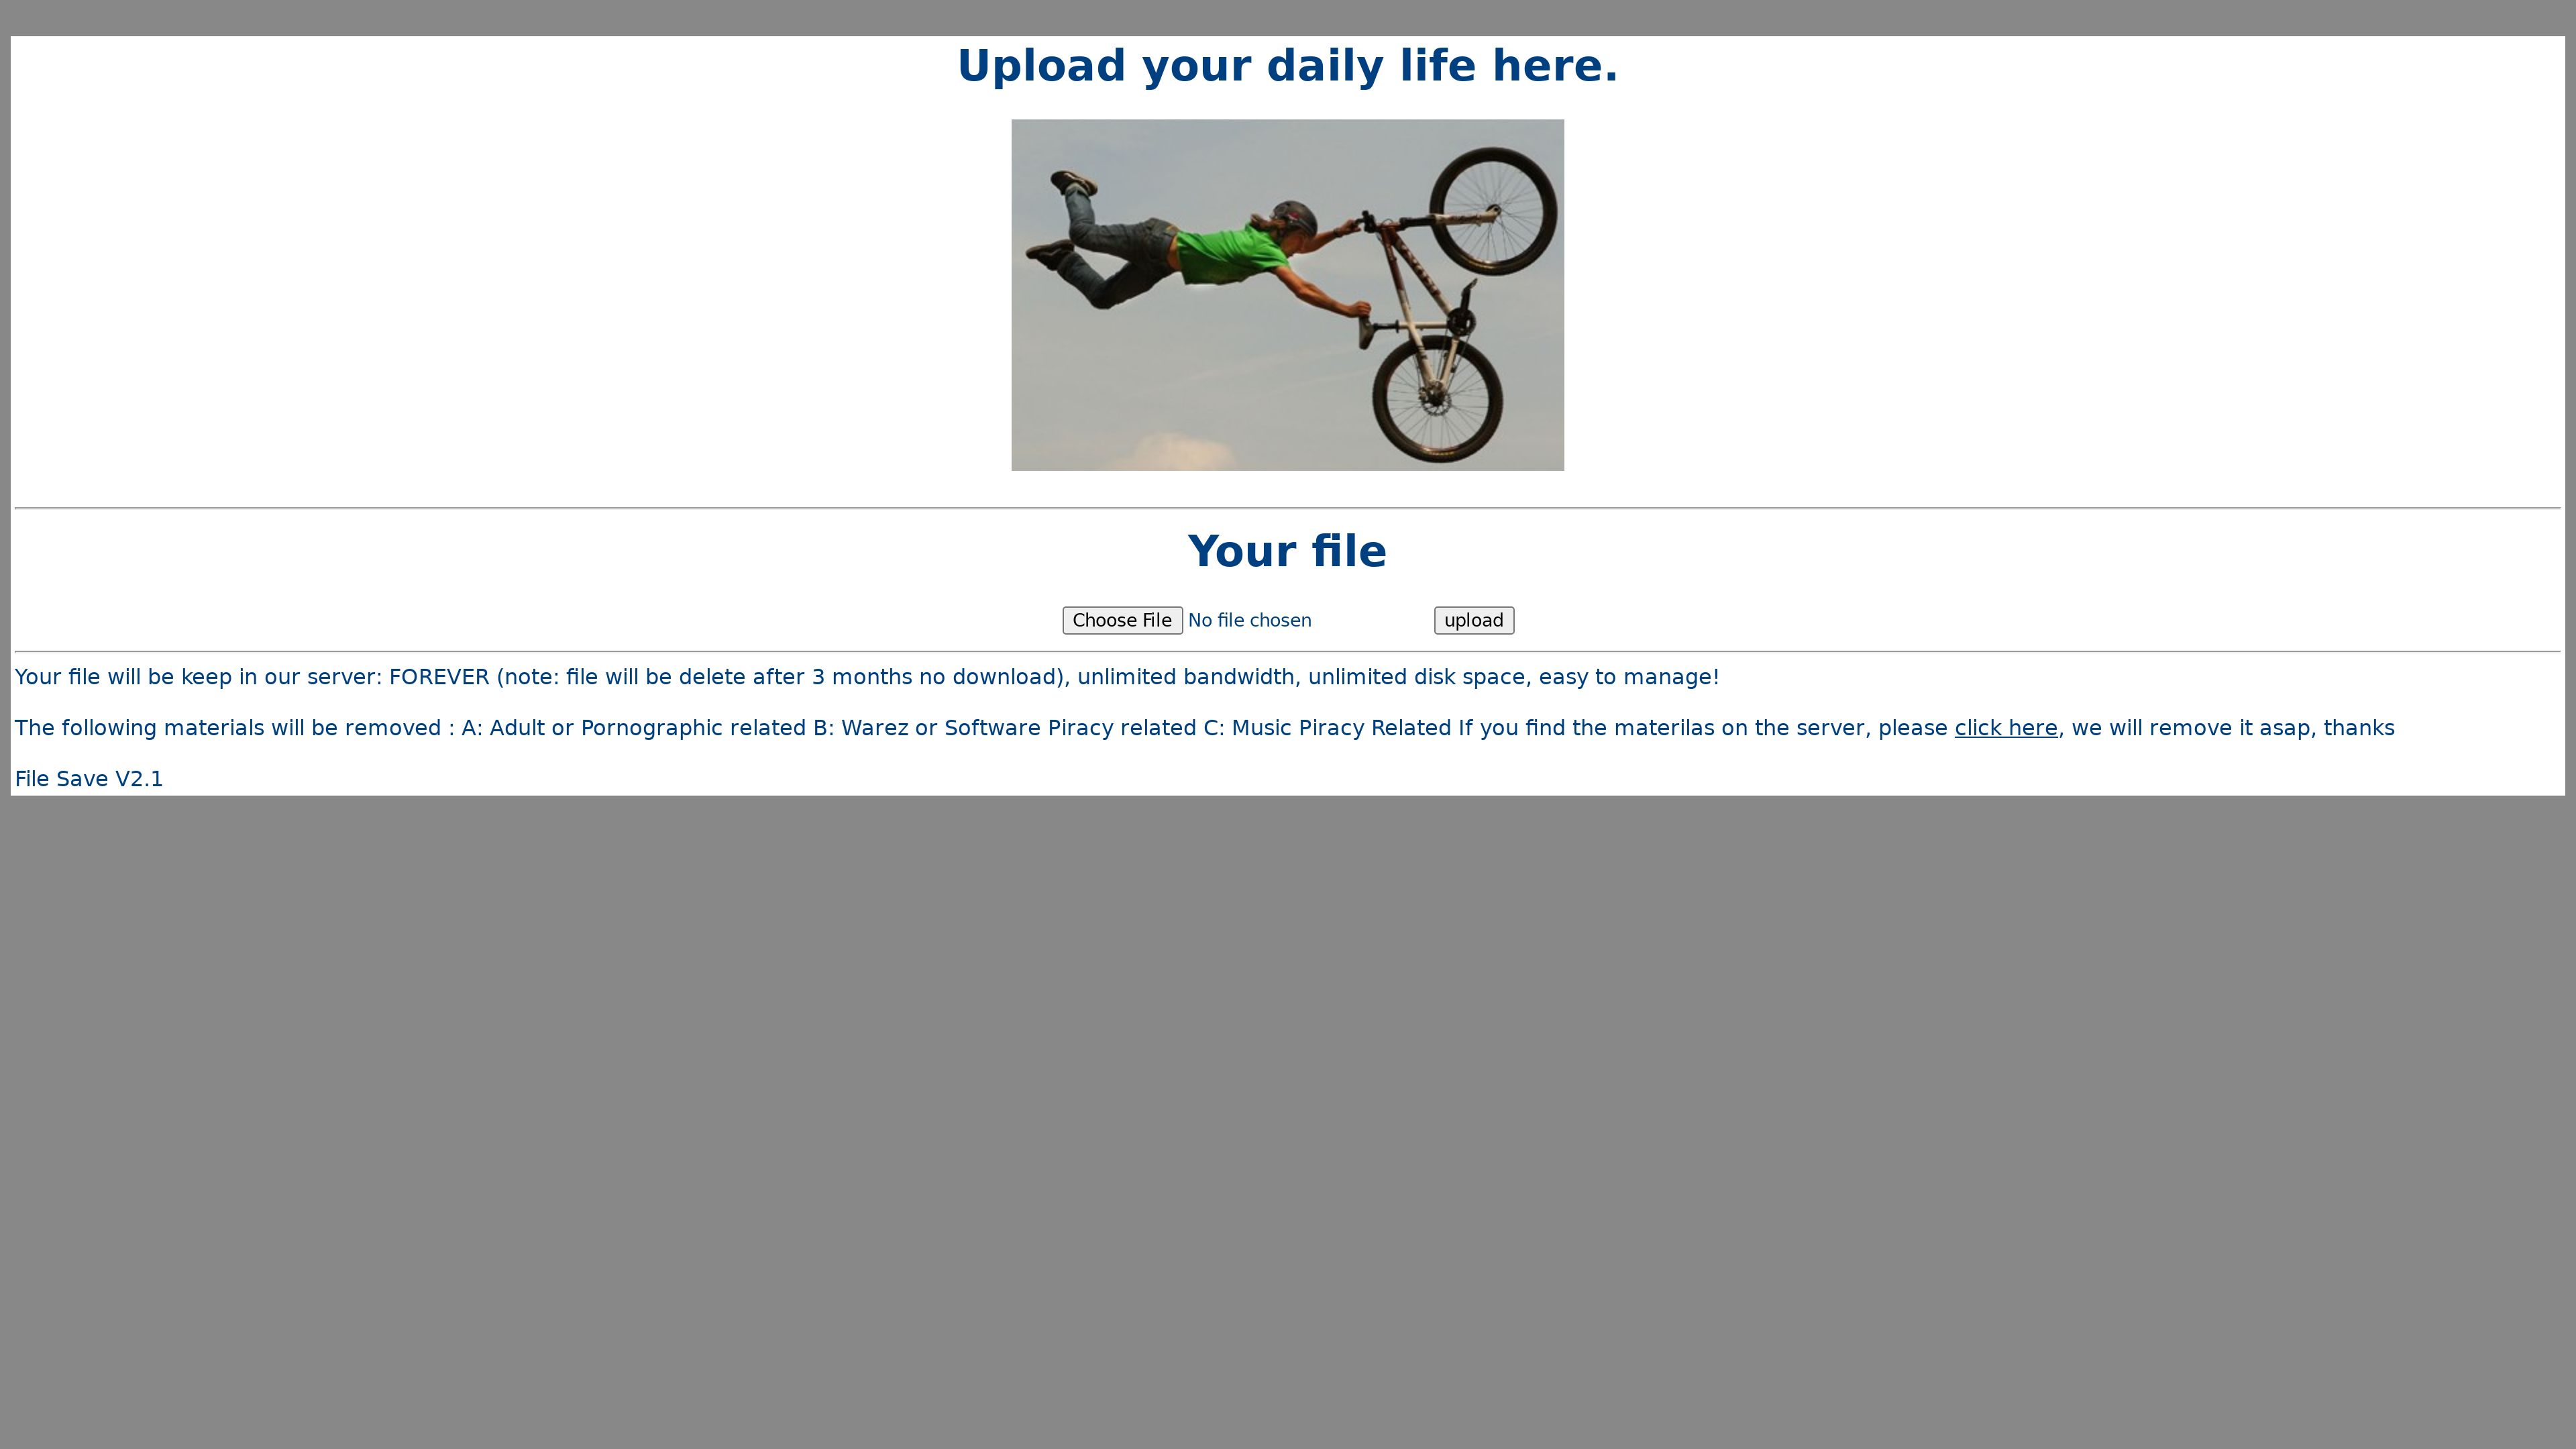 Upload your daily life here.
Your file
Choose File No file chosen upload
Your file will be keep in our server: FOREVER (note: file will be delete after 3 months no download), unlimited bandwidth, unlimited disk space, easy to manage!
The following materials will be removed : A: Adult or Pornographic related B: Warez or Software Piracy related C: Music Piracy Related If you find the materilas on the server, please click here, we will remove it asap, thanks
File Save V2.1